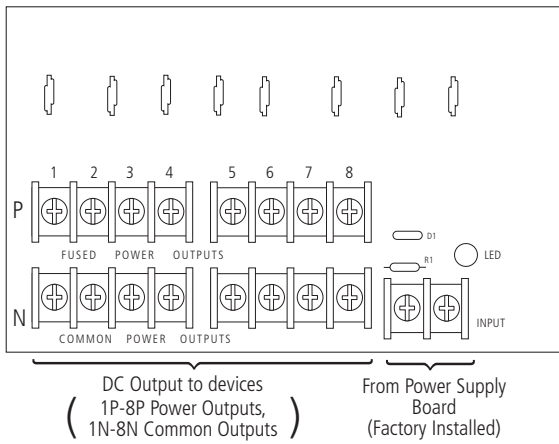 1 2 3 4 5 6 7 8
P
FUSED POWER OUTPUTS
D1
LED
R1
N
INPUT
COMMON POWER OUTPUTS
DC Output to devices
(1P-8P Power Outputs,
1N-8N Common Outputs)
From Power Supply
Board
(Factory Installed)